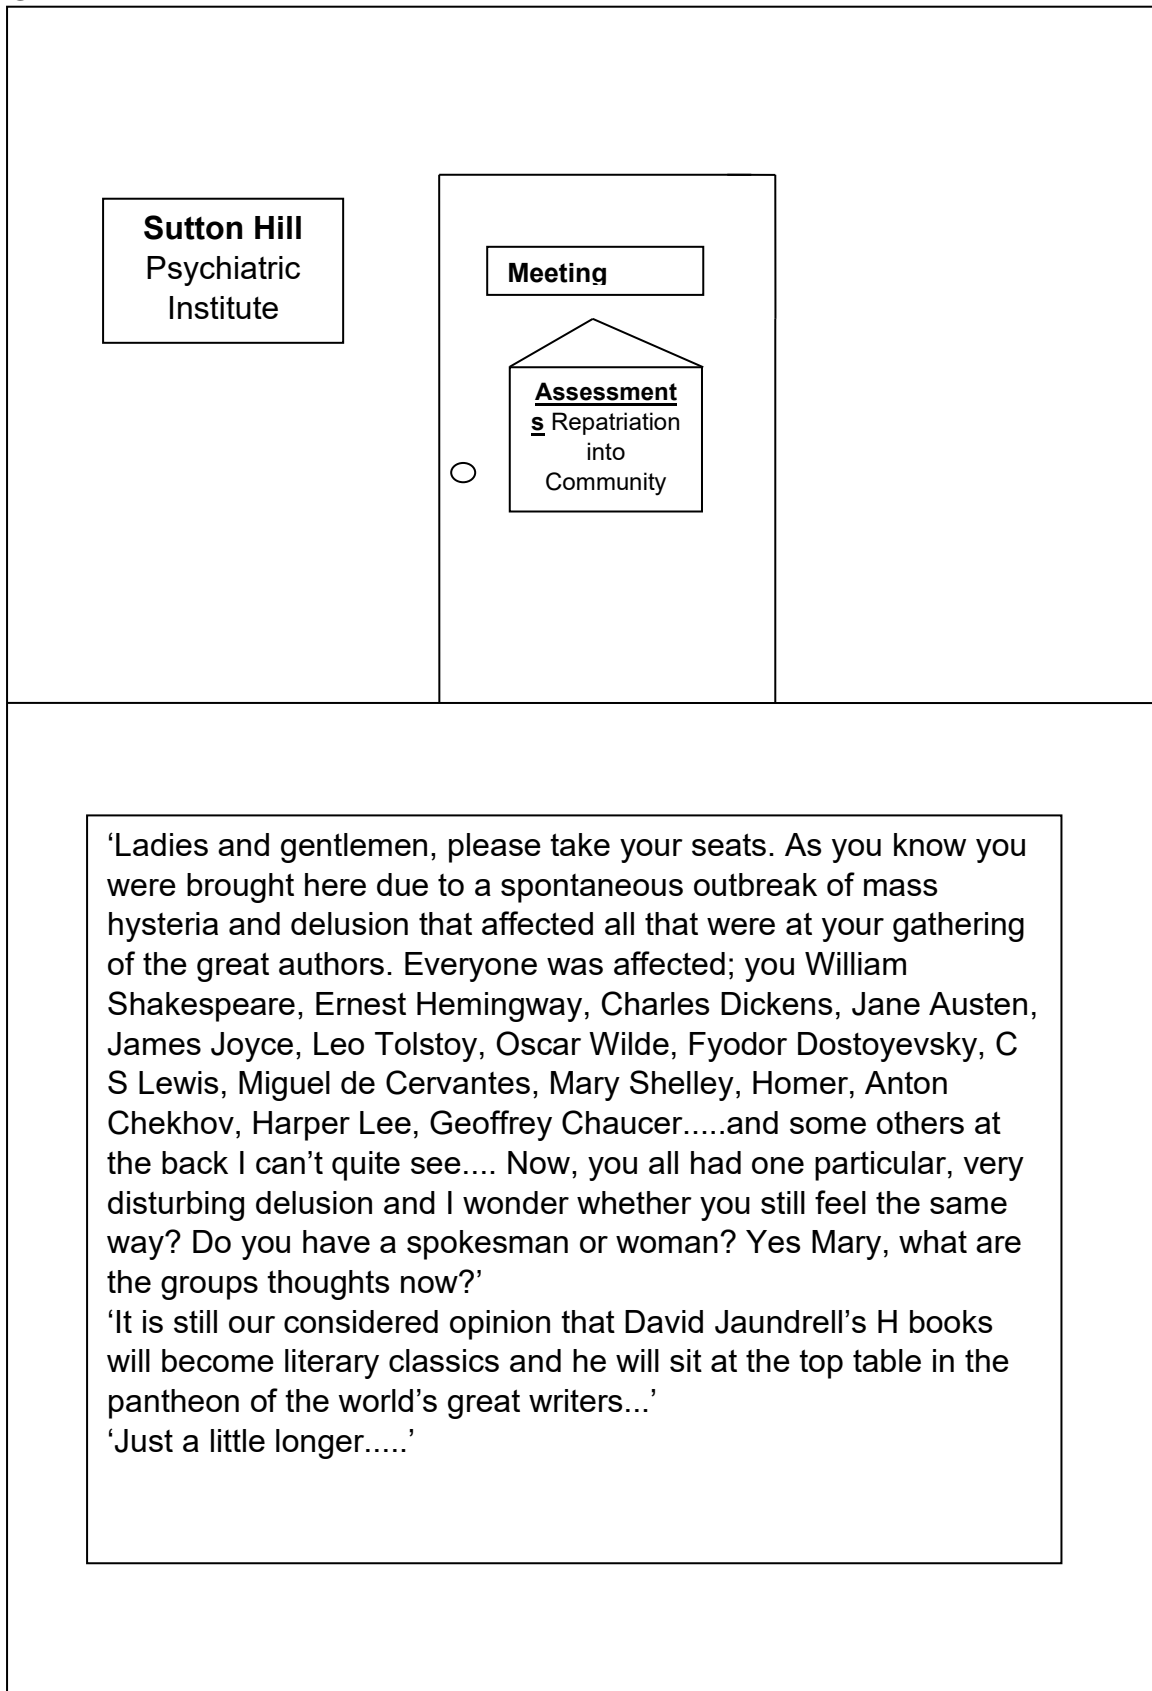 Sutton Hill
Psychiatric
Institute
Meeting
Assessment
s Repatriation
into
Community
‘Ladies and gentlemen, please take your seats. As you know you
were brought here due to a spontaneous outbreak of mass
hysteria and delusion that affected all that were at your gathering
of the great authors. Everyone was affected; you William
Shakespeare, Ernest Hemingway, Charles Dickens, Jane Austen,
James Joyce, Leo Tolstoy, Oscar Wilde, Fyodor Dostoyevsky, C
S Lewis, Miguel de Cervantes, Mary Shelley, Homer, Anton
Chekhov, Harper Lee, Geoffrey Chaucer.....and some others at
the back I can’t quite see.... Now, you all had one particular, very
disturbing delusion and I wonder whether you still feel the same
way? Do you have a spokesman or woman? Yes Mary, what are
the groups thoughts now?’
‘It is still our considered opinion that David Jaundrell’s H books
will become literary classics and he will sit at the top table in the
pantheon of the world’s great writers...’
‘Just a little longer.....’